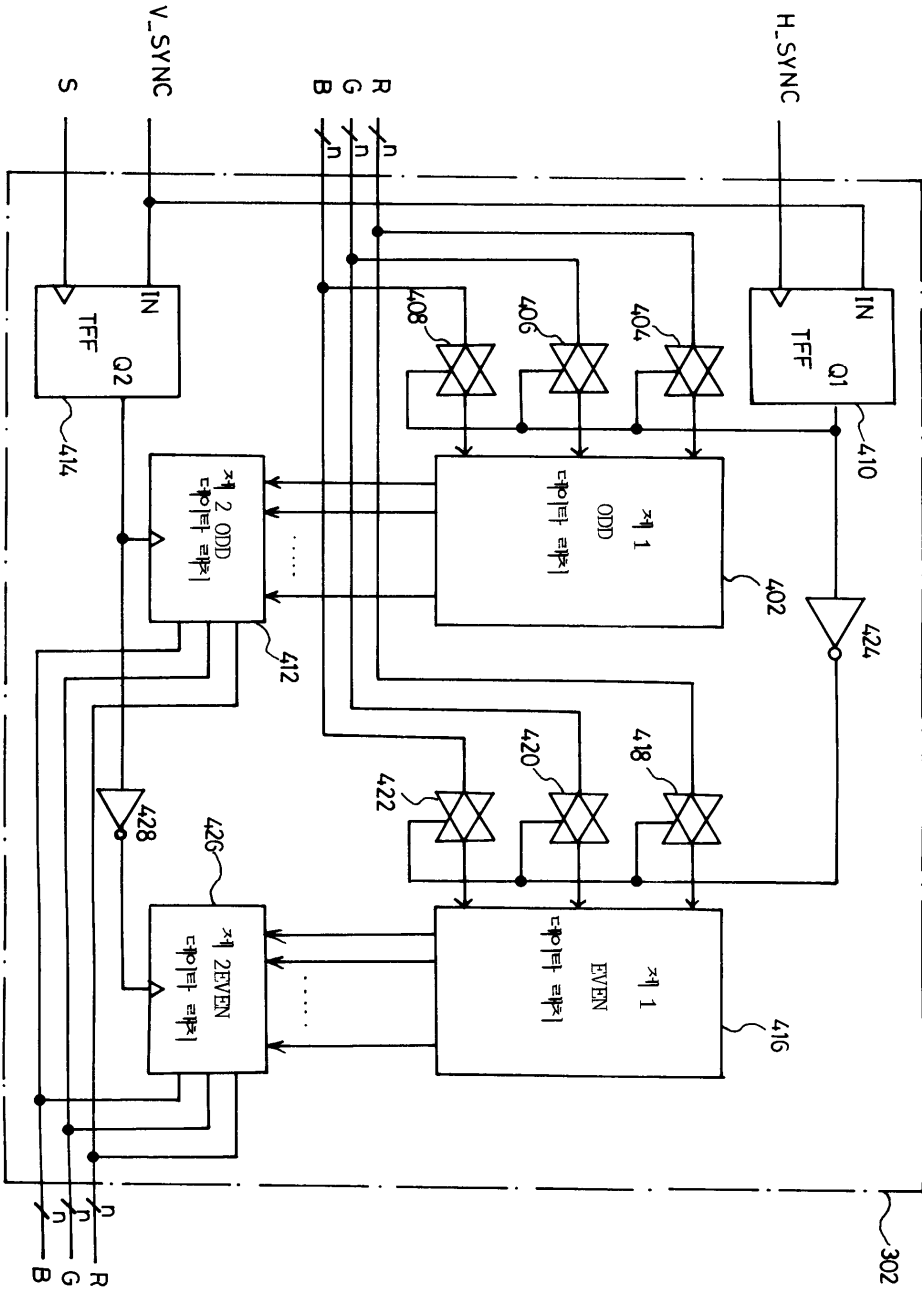 H_SYNC
R
G
B
V_SYNC
S
n
n
n
IN
TFF
Q1
410
424
404
406
408
제 1
ODD
데이타 래치
402
418
420
422
제 1
EVEN
데이타 래치
416
IN
TFF
Q2
414
제 2 ODD
데이타 래치
412
428
제 2EVEN
데이타 래치
426
n
n
n
R
G
B
302